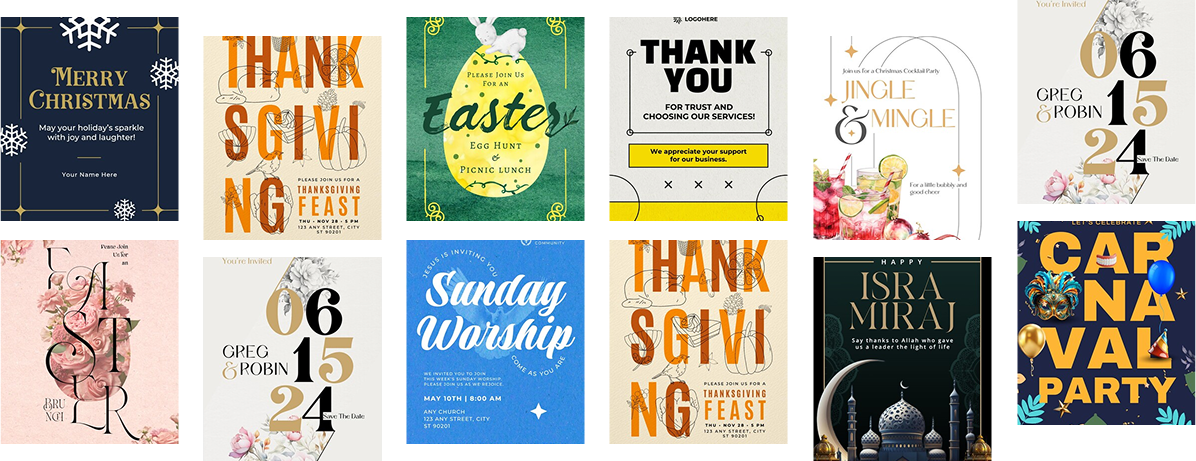 MERRY
CHRISTMAS
May your holiday's sparkle
with joy and laughter!
Your Name Here
THANK
SGIVI
NG
PLEASE JOIN US FOR A
THANKSGIVING
FEAST
THU • NOV 28 • 5 PM
123 ANY STREET, CITY
ST 90201
PLEASE JOIN US
FOR AN
Easter
EGG HUNT
&
PICNIC LUNCH
LOGOHERE
THANK
YOU
FOR TRUST AND
CHOOSING OUR SERVICES!
We appreciate your support
for our business.
Join us for a Christmas Cocktail Party
JINGLE
& MINGLE
For a little bubbly and
good cheer
You're Invited
06
GREG
& ROBIN
15
24
Save The Date
Please Join
Us for
an
EASTER
BRUNCH
You're Invited
06
GREG
& ROBIN
15
24
Save The Date
COMMUNITY
JESUS IS INVITING YOU
Sunday
Worship
COME AS YOU ARE
WE INVITED YOU TO JOIN
THIS WEEK'S SUNDAY WORSHIP.
PLEASE JOIN US AS WE REJOICE
MAY 10TH | 8:00 AM
ANY CHURCH
123 ANY STREET, CITY
ST 90201
THANK
SGIVI
NG
PLEASE JOIN US FOR A
THANKSGIVING
FEAST
THU • NOV 28 • 5 PM
123 ANY STREET, CITY
ST 90201
HAPPY
ISRA
MIRAJ
Say thanks to Allah who gave
us a leader the light of life
LET'S CELEBRATE
CAR
NA
VAL
PARTY